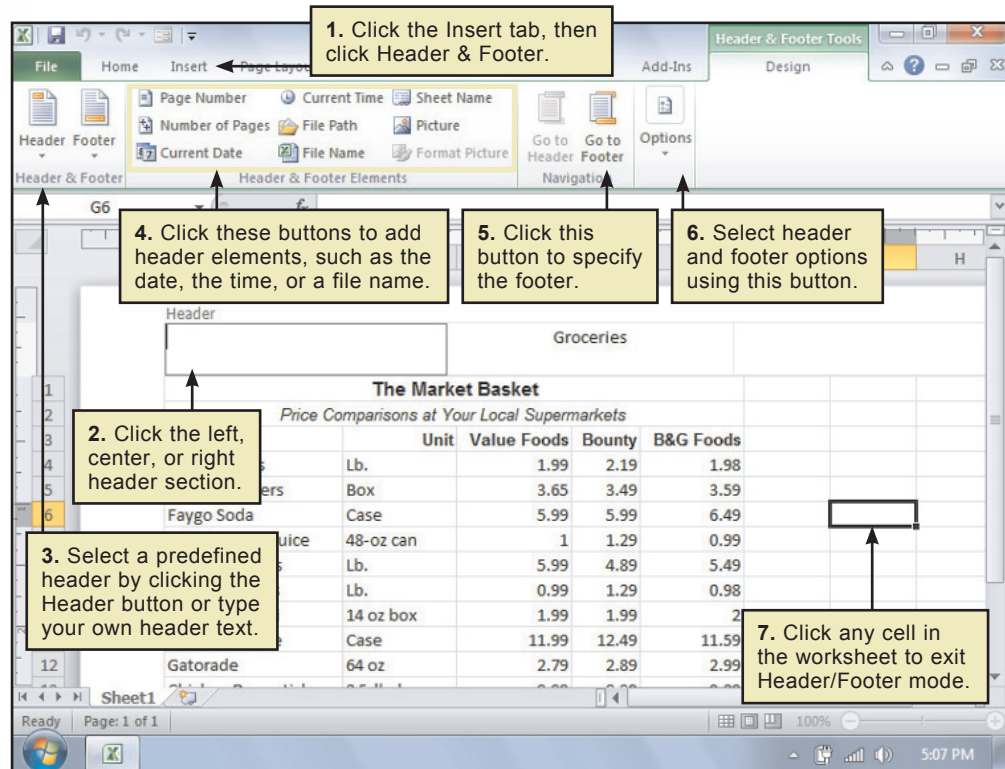 1. Click the Insert tab, then
click Header & Footer.
Header & Footer Tools
File Home Insert Page Layou Add-Ins Design
Page Number Current Time Sheet Name
Number of Pages File Path Picture
Current Date File Name Format Picture
Header Footer
Go to Header
Go to Footer
Options
Header & Footer
Header & Footer Elements
Navigation
G6
4. Click these buttons to add
header elements, such as the
date, the time, or a file name.
5. Click this
button to specify
the footer.
6. Select header
and footer options
using this button.
H
Header
Groceries
1 The Market Basket
2 Price Comparisons at Your Local Supermarkets
3 Unit Value Foods Bounty B&G Foods
4 Lb. 1.99 2.19 1.98
5 Box 3.65 3.49 3.59
6 Faygo Soda Case 5.99 5.99 6.49
48-oz can 1 1.29 0.99
Lb. 5.99 4.89 5.49
Lb. 0.99 1.29 0.98
14 oz box 1.99 1.99 2
Case 11.99 12.49 11.59
12 Gatorade 64 oz 2.79 2.89 2.99
2. Click the left,
center, or right
header section.
3. Select a predefined
header by clicking the
Header button or type
your own header text.
7. Click any cell in
the worksheet to exit
Header/Footer mode.
Sheet1
Ready Page: 1 of 1 100%
5:07 PM